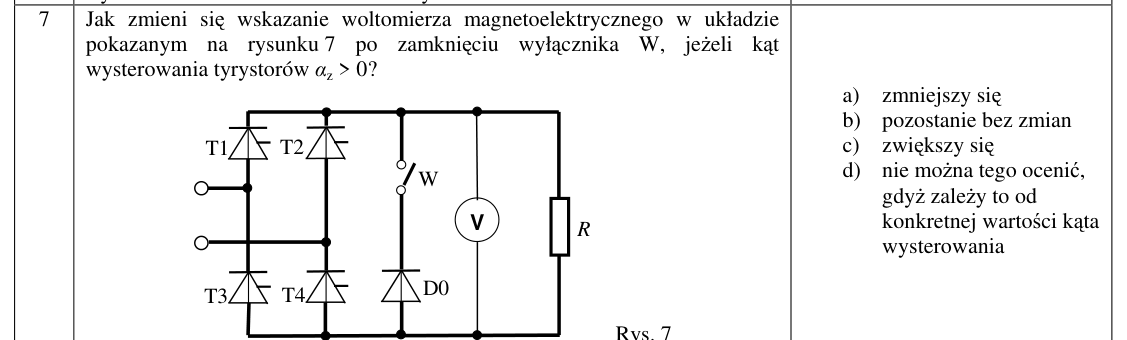 7
Jak zmieni się wskazanie woltomierza magnetoelektrycznego w układzie
pokazanym na rysunku 7 po zamknięciu wyłącznika W, jeżeli kąt
wysterowania tyrystorów αz > 0?
T1
T2
W
V
R
T3
T4
D0
Rys. 7
a) zmniejszy się
b) pozostanie bez zmian
c) zwiększy się
d) nie można tego ocenić,
gdyż zależy to od
konkretnej wartości kąta
wysterowania